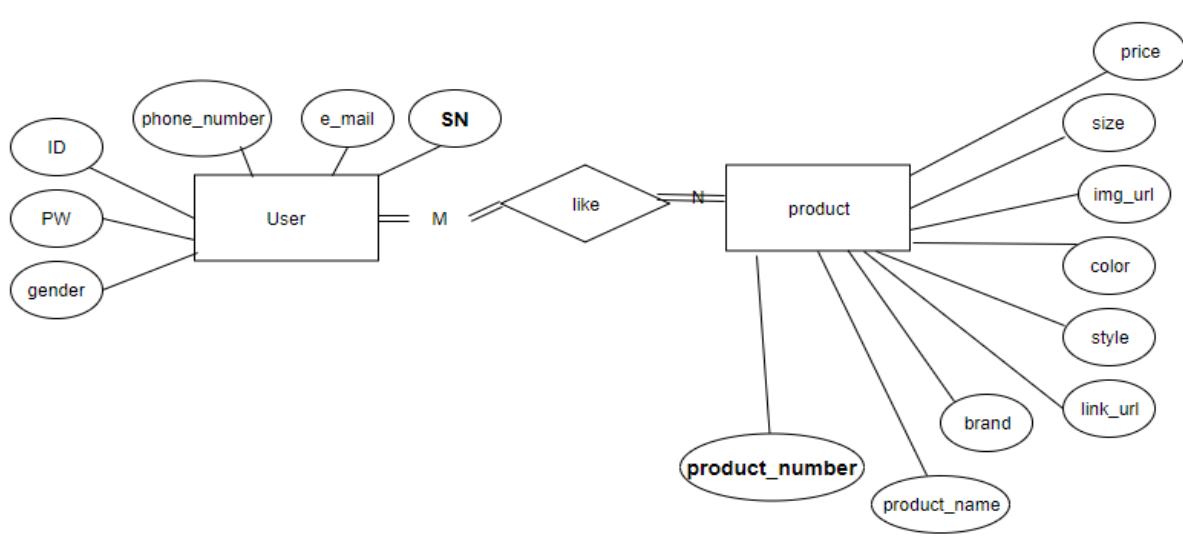 price
phone_number
e_mail
SN
size
ID
img_url
User
M
like
N
product
PW
color
gender
style
link_url
brand
product_number
product_name